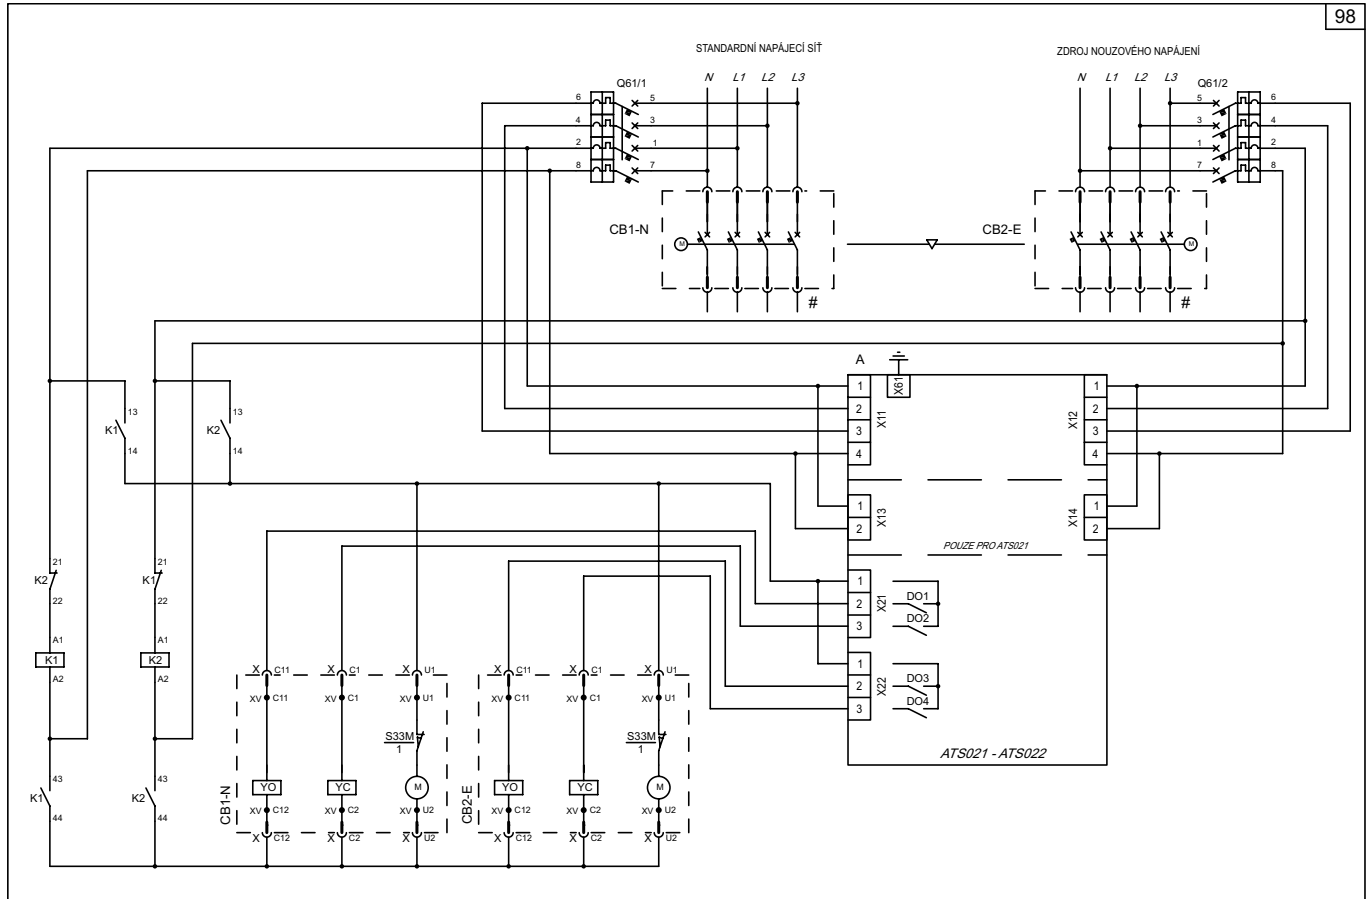 98
STANDARDNÍ NAPÁJECÍ SÍŤ
ZDROJ NOUZOVÉHO NAPÁJENÍ
N L1 L2 L3
N L1 L2 L3
Q61/1
Q61/2
6 5
4 3
2 1
8 7
5 6
3 4
1 2
7 8
CB1-N
M
#
CB2-E
M
#
A
X61
1
2
3
4
X11
1
2
3
4
X12
1
2
X13
1
2
X14
POUZE PRO ATS021
1
2
3
X21
DO1
DO2
1
2
3
X22
DO3
DO4
ATS021 - ATS022
K1
13
14
K2
13
14
K2
21
22
K1
21
22
A1
K1
A2
A1
K2
A2
K1
43
44
K2
43
44
CB1-N
X C11
X C1
X U1
XV C11
XV C1
XV U1
S33M
1
YO
YC
M
XV C12
XV C2
XV U2
X C12
X C2
X U2
CB2-E
X C11
X C1
X U1
XV C11
XV C1
XV U1
S33M
1
YO
YC
M
XV C12
XV C2
XV U2
X C12
X C2
X U2